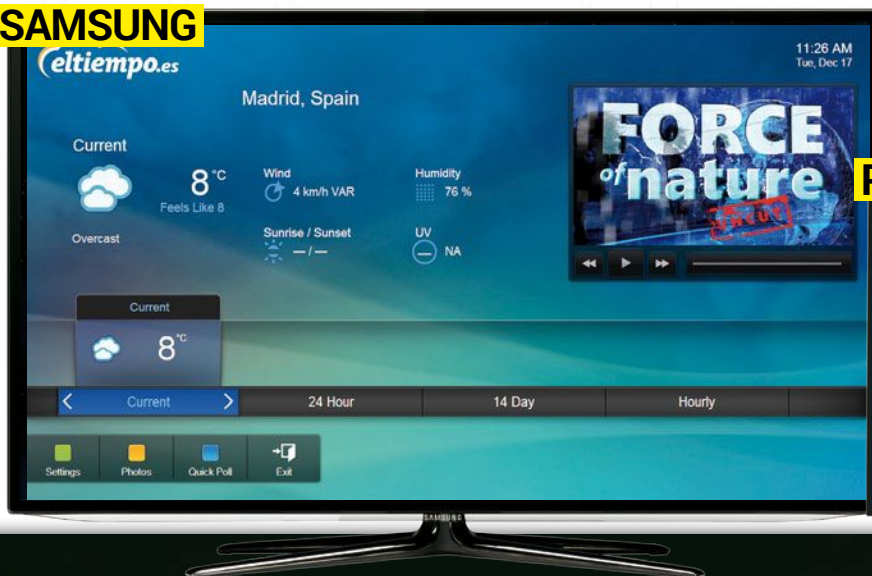 SAMSUNG
eltiempo.es
11:26 AM
Tue, Dec 17
Madrid, Spain
Current
8°C
Feels Like 8
Overcast
Wind
4 km/h VAR
Humidity
76 %
Sunrise / Sunset
– / –
UV
NA
FORCE
of nature
UNCUT
Current
8°C
Current
24 Hour
14 Day
Hourly
Settings
Photos
Quick Poll
Exit
SAMSUNG